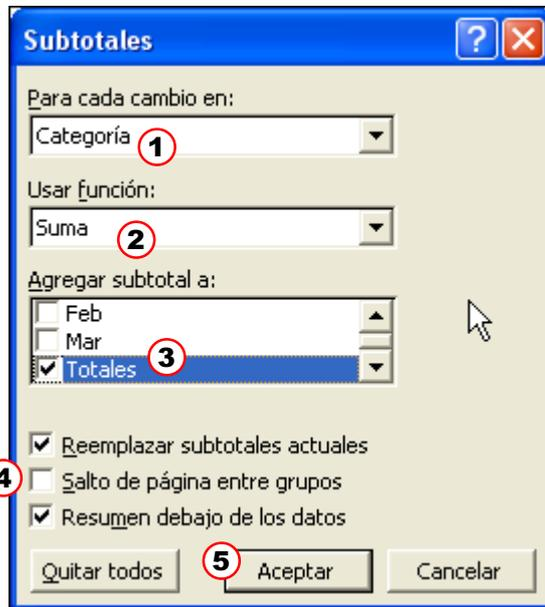 Subtotales
Para cada cambio en:
Categoría 1
Usar función:
Suma 2
Agregar subtotal a:
Feb
Mar
Totales 3
Reemplazar subtotales actuales
4 Salto de página entre grupos
Resumen debajo de los datos
Quitar todos 5 Aceptar Cancelar